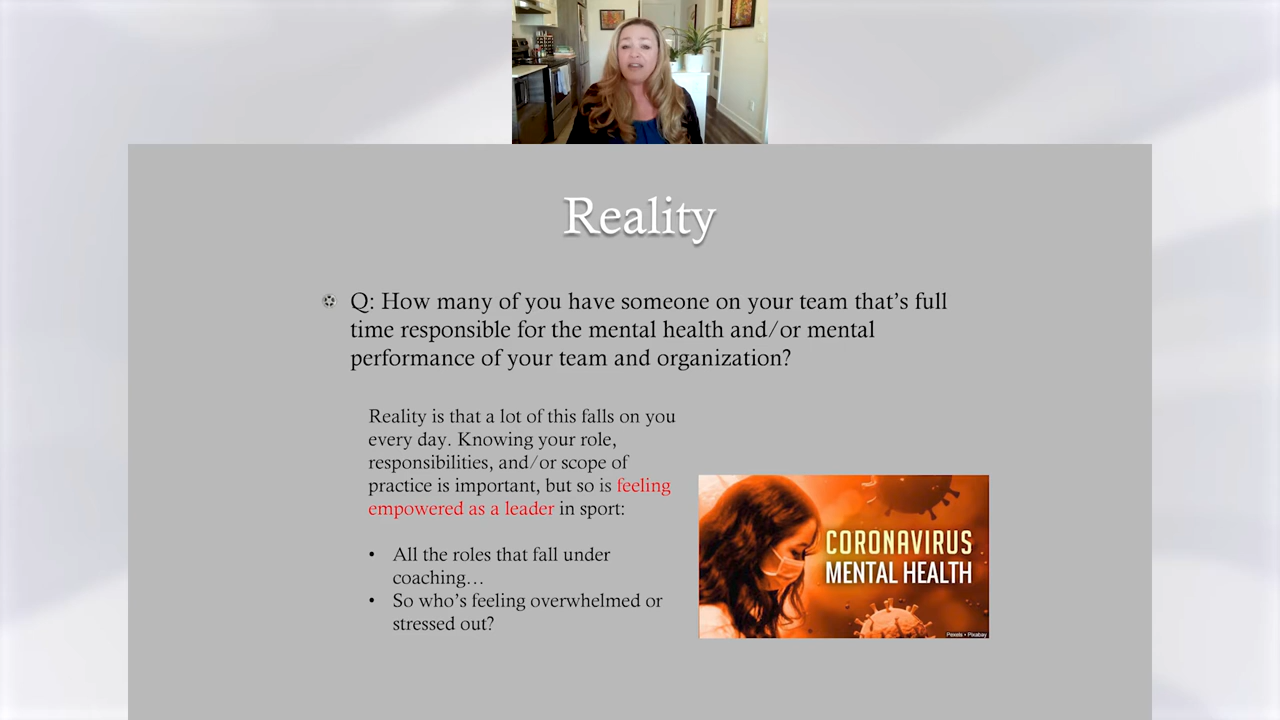 Reality
Q: How many of you have someone on your team that's full
time responsible for the mental health and/or mental
performance of your team and organization?
Reality is that a lot of this falls on you
every day. Knowing your role,
responsibilities, and/or scope of
practice is important, but so is feeling
empowered as a leader in sport:
• All the roles that fall under
coaching…
• So who's feeling overwhelmed or
stressed out?
CORONAVIRUS
MENTAL HEALTH
Pexels • Pixabay